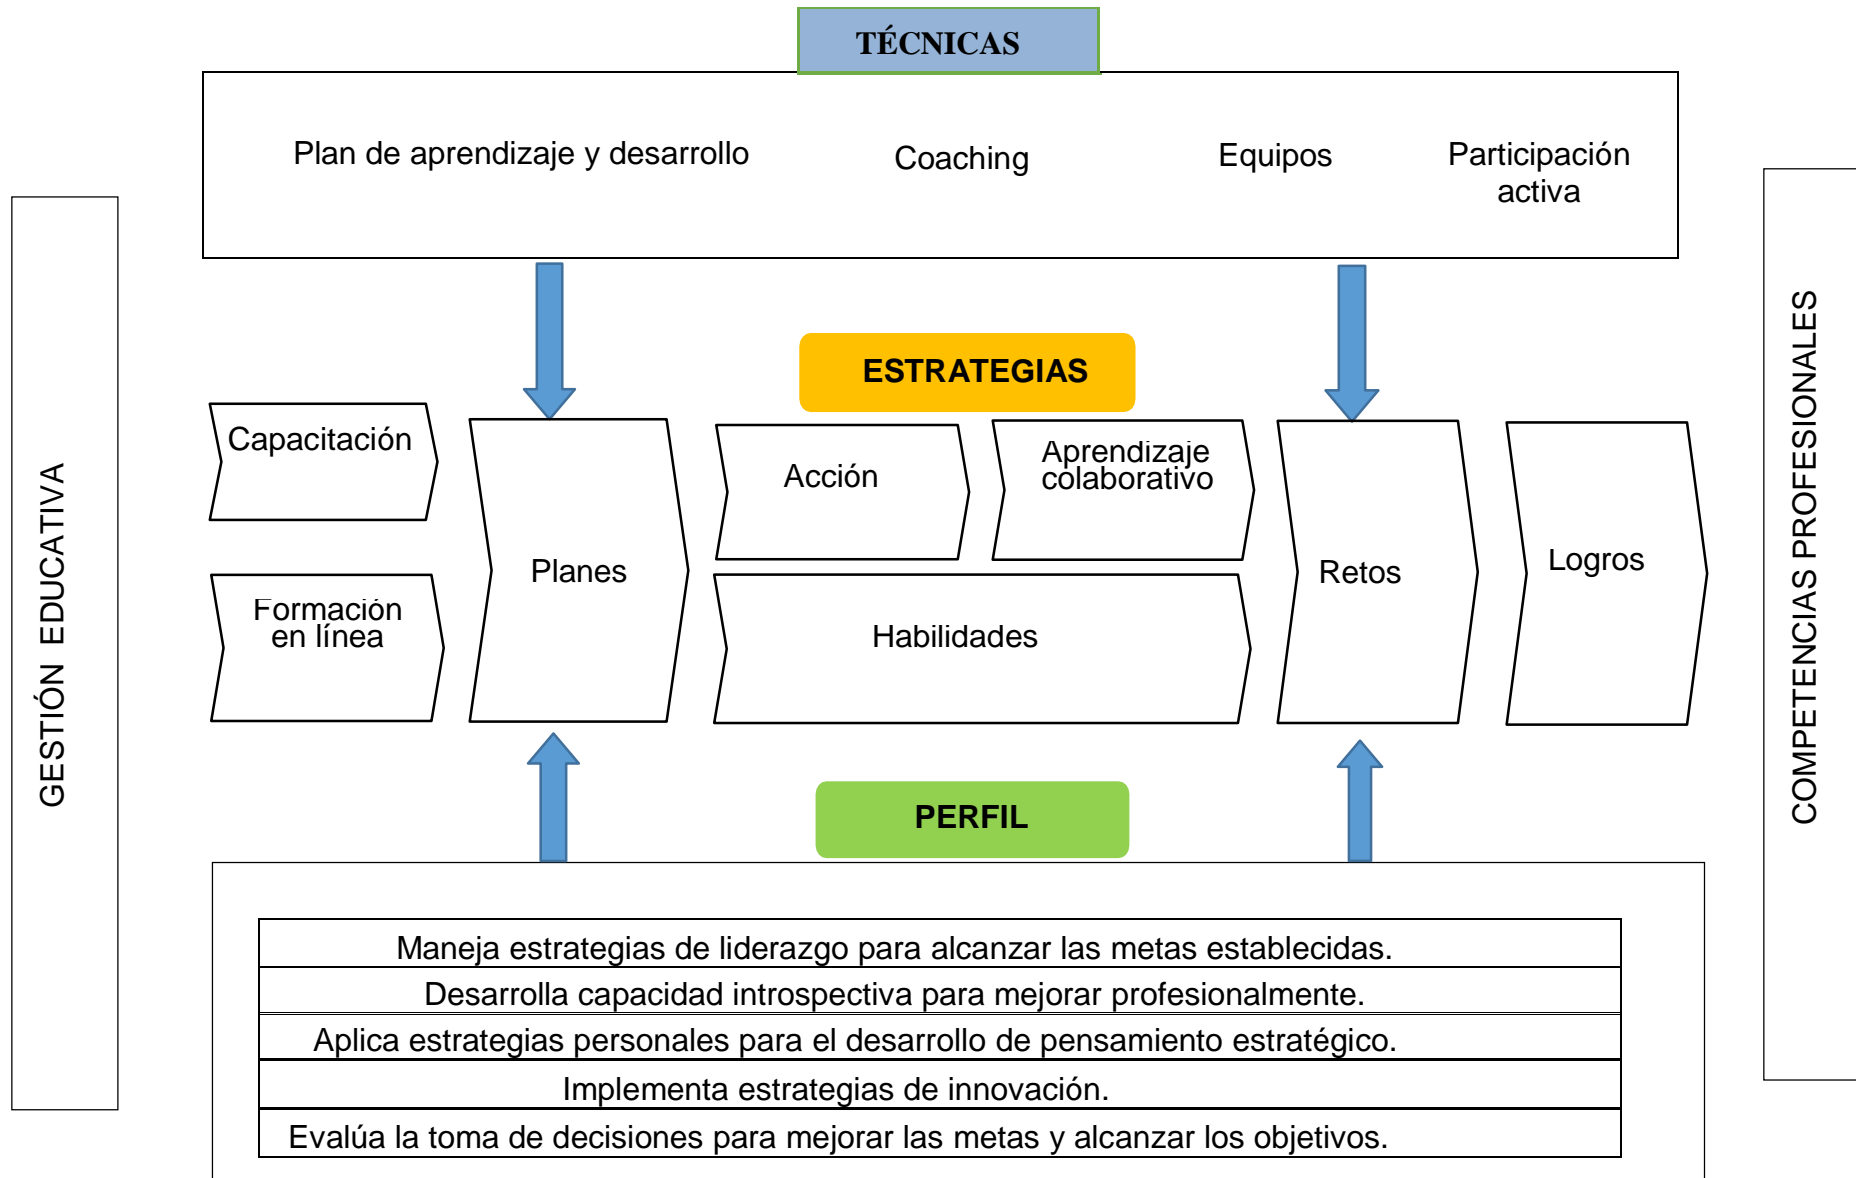 TÉCNICAS
Plan de aprendizaje y desarrollo
Coaching
Equipos
Participación
activa
GESTIÓN EDUCATIVA
COMPETENCIAS PROFESIONALES
ESTRATEGIAS
Capacitación
Formación
en línea
Planes
Acción
Aprendizaje
colaborativo
Habilidades
Retos
Logros
PERFIL
Maneja estrategias de liderazgo para alcanzar las metas establecidas.
Desarrolla capacidad introspectiva para mejorar profesionalmente.
Aplica estrategias personales para el desarrollo de pensamiento estratégico.
Implementa estrategias de innovación.
Evalúa la toma de decisiones para mejorar las metas y alcanzar los objetivos.